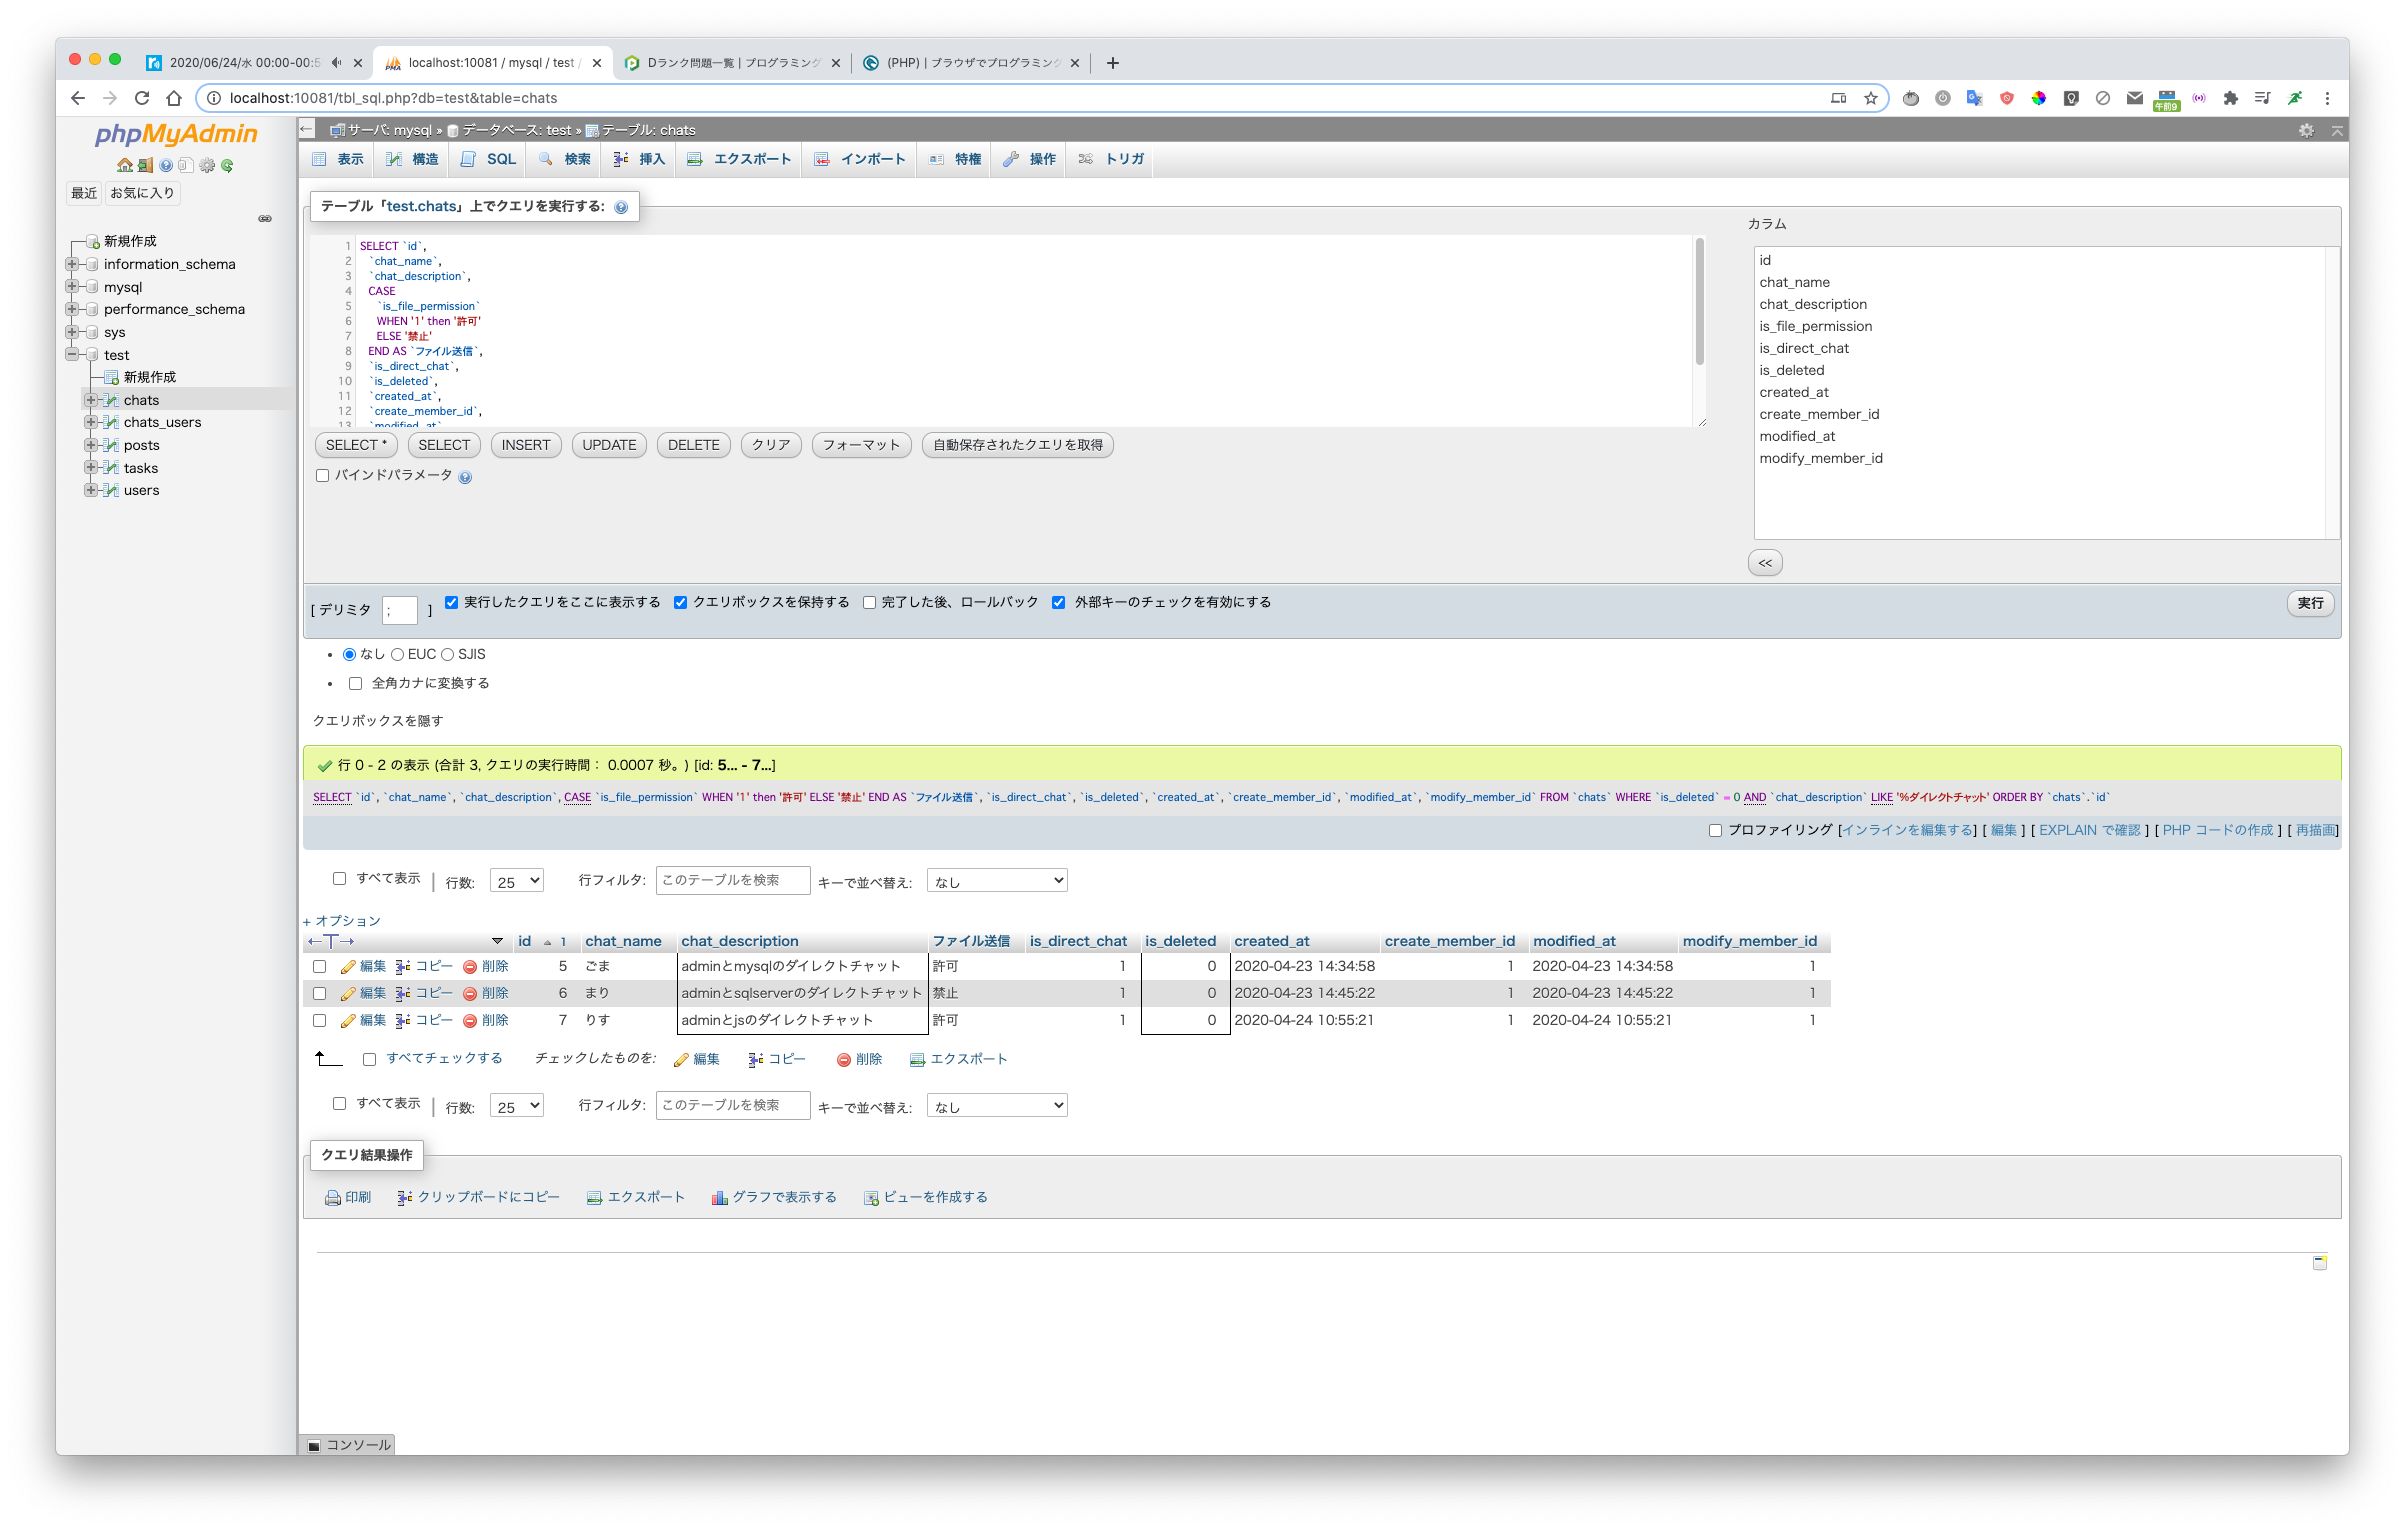 2020/06/24/水 00:00-00:5
localhost:10081 / mysql / test /
Dランク問題一覧 | プログラミング
(PHP) | ブラウザでプログラミング
localhost:10081/tbl_sql.php?db=test&table=chats
午前9
phpMyAdmin
最近 お気に入り
新規作成
information_schema
mysql
performance_schema
sys
test
新規作成
chats
chats_users
posts
tasks
users
サーバ: mysql » データベース: test » テーブル: chats
表示 構造 SQL 検索 挿入 エクスポート インポート 特権 操作 トリガ
テーブル「test.chats」上でクエリを実行する:
1 SELECT `id`,
2 `chat_name`,
3 `chat_description`,
4 CASE
5 `is_file_permission`
6 WHEN '1' then '許可'
7 ELSE '禁止'
8 END AS `ファイル送信`,
9 `is_direct_chat`,
10 `is_deleted`,
11 `created_at`,
12 `create_member_id`,
13 `modified_at`
SELECT * SELECT INSERT UPDATE DELETE クリア フォーマット 自動保存されたクエリを取得
バインドパラメータ
カラム
id
chat_name
chat_description
is_file_permission
is_direct_chat
is_deleted
created_at
create_member_id
modified_at
modify_member_id
<<
[ デリミタ ; ] 実行したクエリをここに表示する クエリボックスを保持する 完了した後、ロールバック 外部キーのチェックを有効にする 実行
• なし EUC SJIS
• 全角カナに変換する
クエリボックスを隠す
行 0 - 2 の表示 (合計 3, クエリの実行時間： 0.0007 秒。) [id: 5... - 7...]
SELECT `id`, `chat_name`, `chat_description`, CASE `is_file_permission` WHEN '1' then '許可' ELSE '禁止' END AS `ファイル送信`, `is_direct_chat`, `is_deleted`, `created_at`, `create_member_id`, `modified_at`, `modify_member_id` FROM `chats` WHERE `is_deleted` = 0 AND `chat_description` LIKE '%ダイレクトチャット' ORDER BY `chats`.`id`
プロファイリング [インラインを編集する] [ 編集 ] [ EXPLAIN で確認 ] [ PHP コードの作成 ] [ 再描画]
すべて表示 | 行数: 25 行フィルタ: このテーブルを検索 キーで並べ替え: なし
+ オプション
←T→ id 1 chat_name chat_description ファイル送信 is_direct_chat is_deleted created_at create_member_id modified_at modify_member_id
編集 コピー 削除 5 ごま adminとmysqlのダイレクトチャット 許可 1 0 2020-04-23 14:34:58 1 2020-04-23 14:34:58 1
編集 コピー 削除 6 まり adminとsqlserverのダイレクトチャット 禁止 1 0 2020-04-23 14:45:22 1 2020-04-23 14:45:22 1
編集 コピー 削除 7 りす adminとjsのダイレクトチャット 許可 1 0 2020-04-24 10:55:21 1 2020-04-24 10:55:21 1
すべてチェックする チェックしたものを: 編集 コピー 削除 エクスポート
すべて表示 | 行数: 25 行フィルタ: このテーブルを検索 キーで並べ替え: なし
クエリ結果操作
印刷 クリップボードにコピー エクスポート グラフで表示する ビューを作成する
コンソール